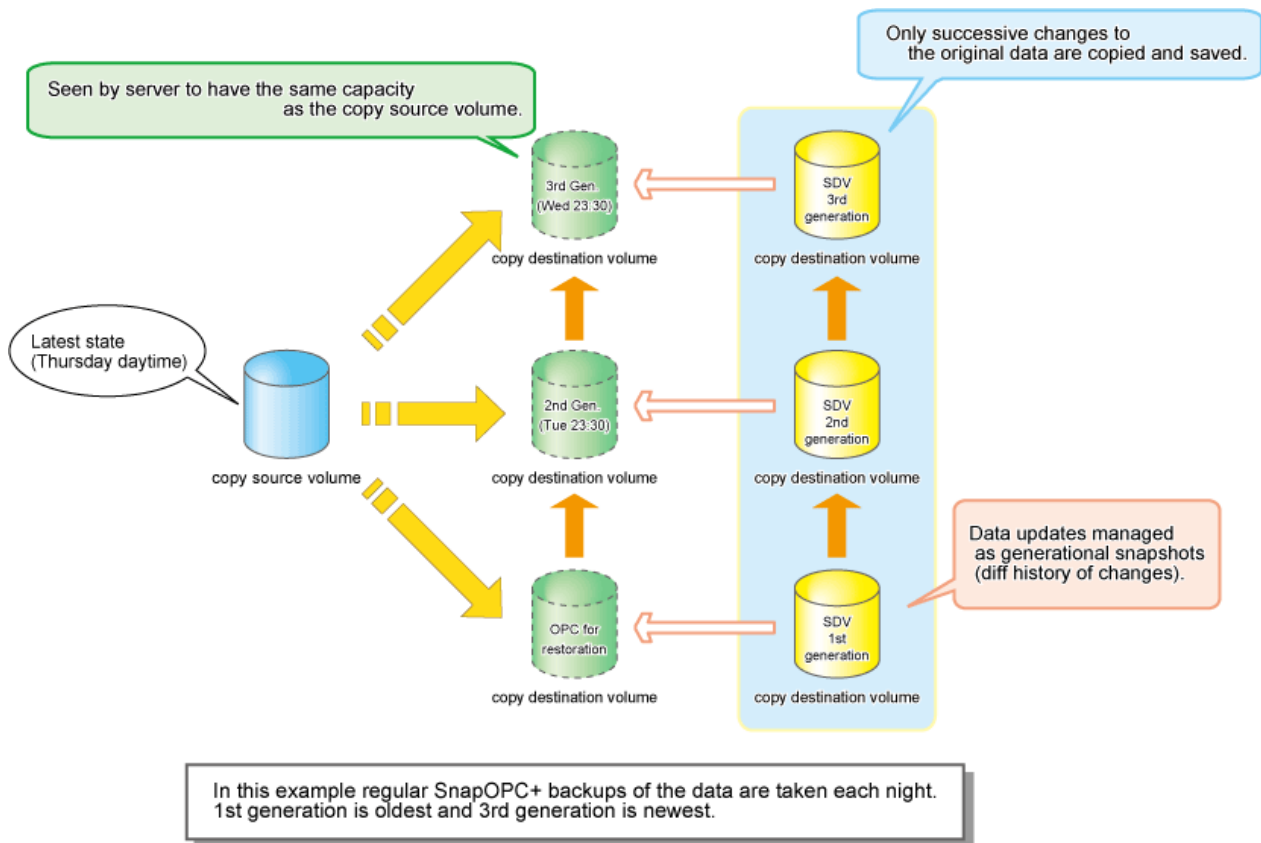 Only successive changes to
the original data are copied and saved.
Seen by server to have the same capacity
as the copy source volume.
3rd Gen.
(Wed 23:30)
copy destination volume
SDV
3rd
generation
copy destination volume
Latest state
(Thursday daytime)
copy source volume
2nd Gen.
(Tue 23:30)
copy destination volume
SDV
2nd
generation
copy destination volume
Data updates managed
as generational snapshots
(diff history of changes).
OPC for
restoration
copy destination volume
SDV
1st
generation
copy destination volume
In this example regular SnapOPC+ backups of the data are taken each night.
1st generation is oldest and 3rd generation is newest.